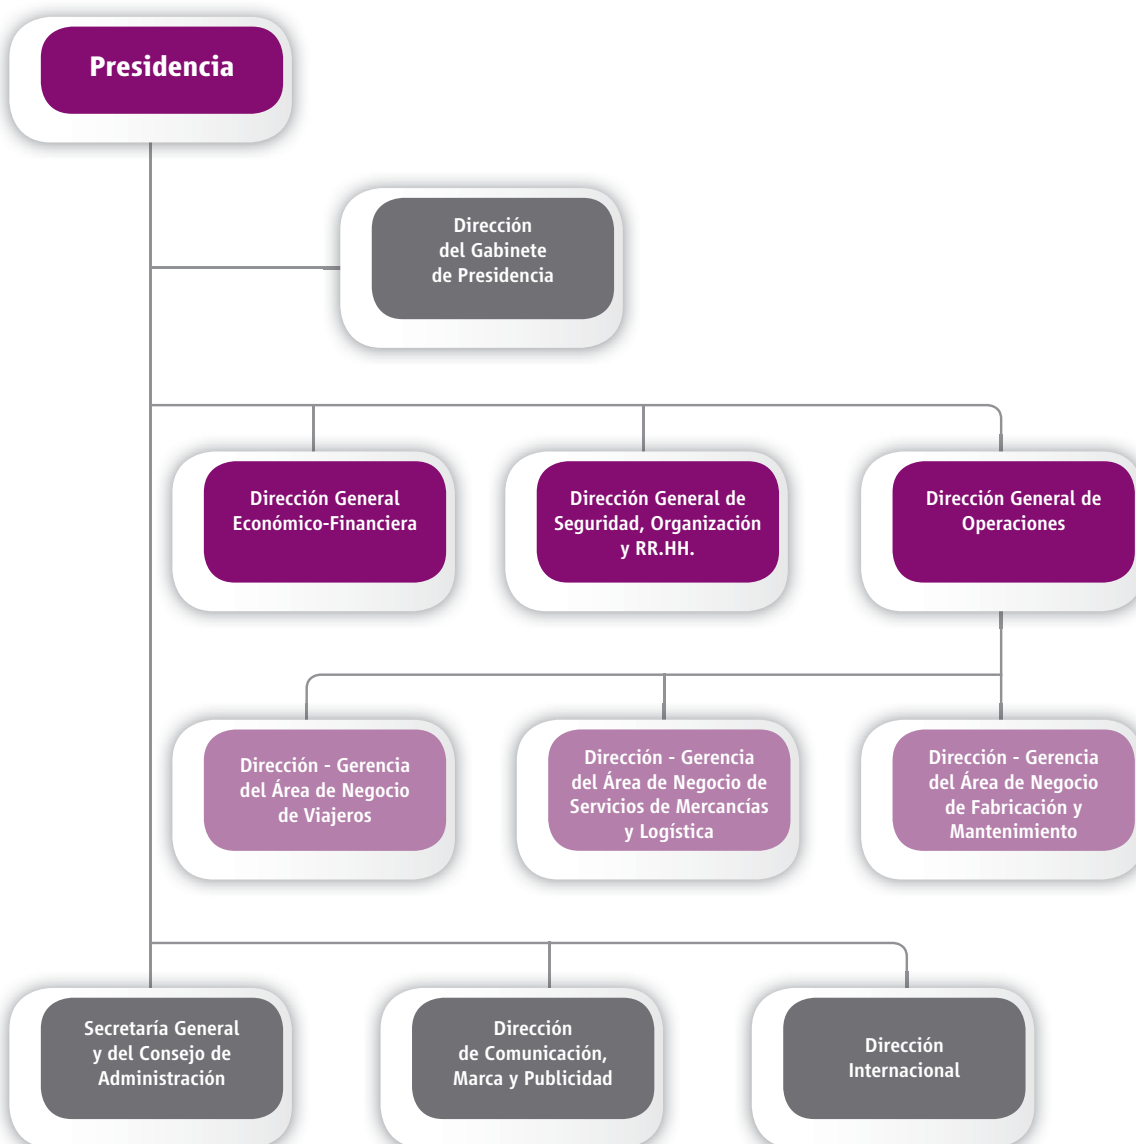 Presidencia
Dirección
del Gabinete
de Presidencia
Dirección General
Económico-Financiera
Dirección General de
Seguridad, Organización
y RR.HH.
Dirección General de
Operaciones
Dirección - Gerencia
del Área de Negocio
de Viajeros
Dirección - Gerencia
del Área de Negocio de
Servicios de Mercancías
y Logística
Dirección - Gerencia
del Área de Negocio
de Fabricación y
Mantenimiento
Secretaría General
y del Consejo de
Administración
Dirección
de Comunicación,
Marca y Publicidad
Dirección
Internacional